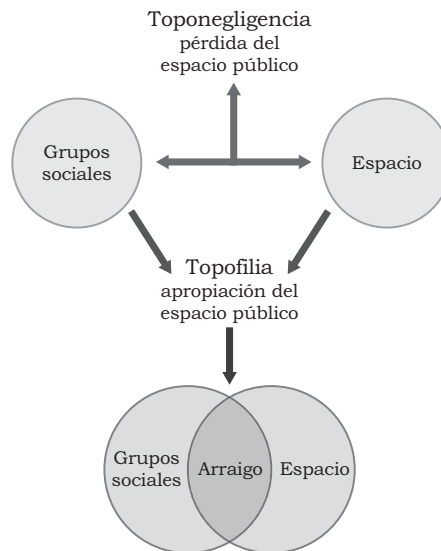 Toponegligencia
pérdida del
espacio público
Grupos
sociales
Espacio
Topofilia
apropiación del
espacio público
Grupos
sociales
Arraigo
Espacio